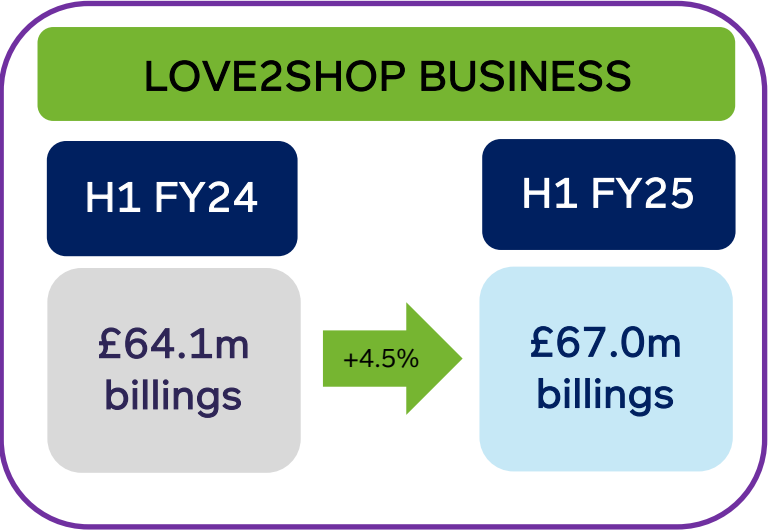 LOVE2SHOP BUSINESS
H1 FY24
H1 FY25
£64.1m
billings
+4.5%
£67.0m
billings